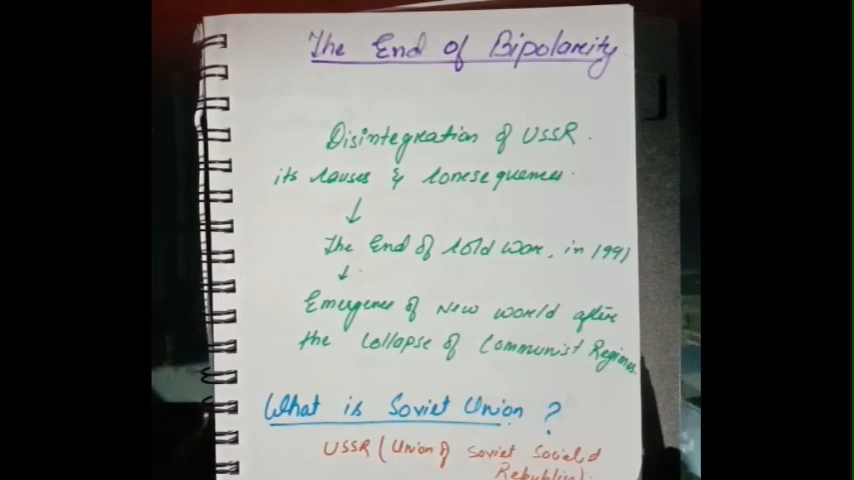 The End of Bipolarity
Disintegration of USSR.
its causes & consequences.
↓
The End of Cold War, in 1991
↓
Emergence of New world after
the collapse of Communist Regimes.
What is Soviet Union ?
USSR (Union of Soviet Socialist
Republics).